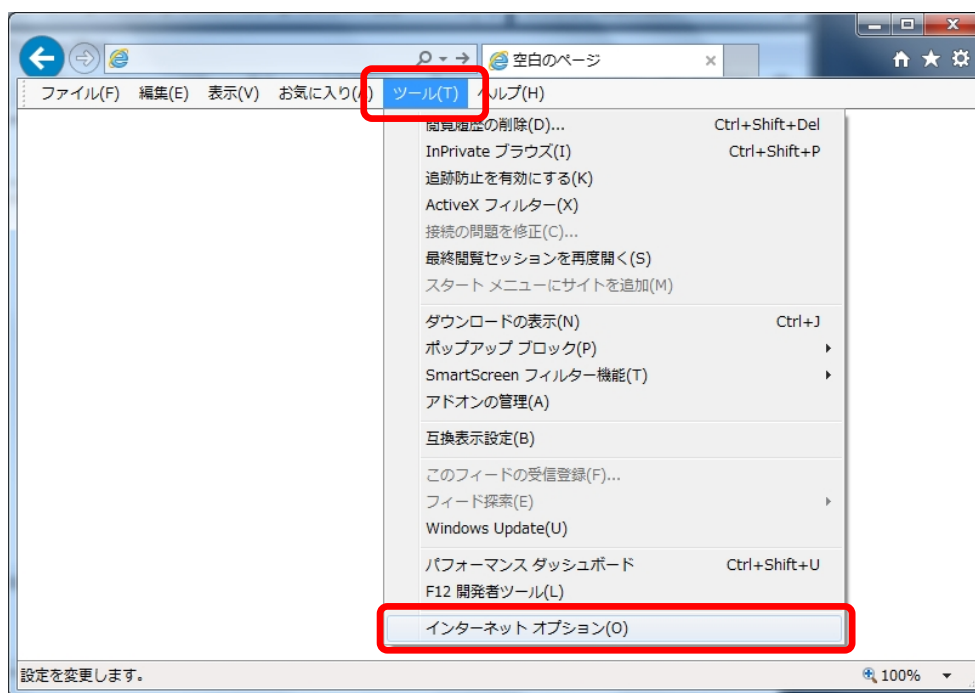 空白のページ
ファイル(F) 編集(E) 表示(V) お気に入り(A) ツール(T) ヘルプ(H)
閲覧履歴の削除(D)... Ctrl+Shift+Del
InPrivate ブラウズ(I) Ctrl+Shift+P
追跡防止を有効にする(K)
ActiveX フィルター(X)
接続の問題を修正(C)...
最終閲覧セッションを再度開く(S)
スタート メニューにサイトを追加(M)
ダウンロードの表示(N) Ctrl+J
ポップアップ ブロック(P)
SmartScreen フィルター機能(T)
アドオンの管理(A)
互換表示設定(B)
このフィードの受信登録(F)...
フィード探索(E)
Windows Update(U)
パフォーマンス ダッシュボード Ctrl+Shift+U
F12 開発者ツール(L)
インターネット オプション(O)
設定を変更します。 100%